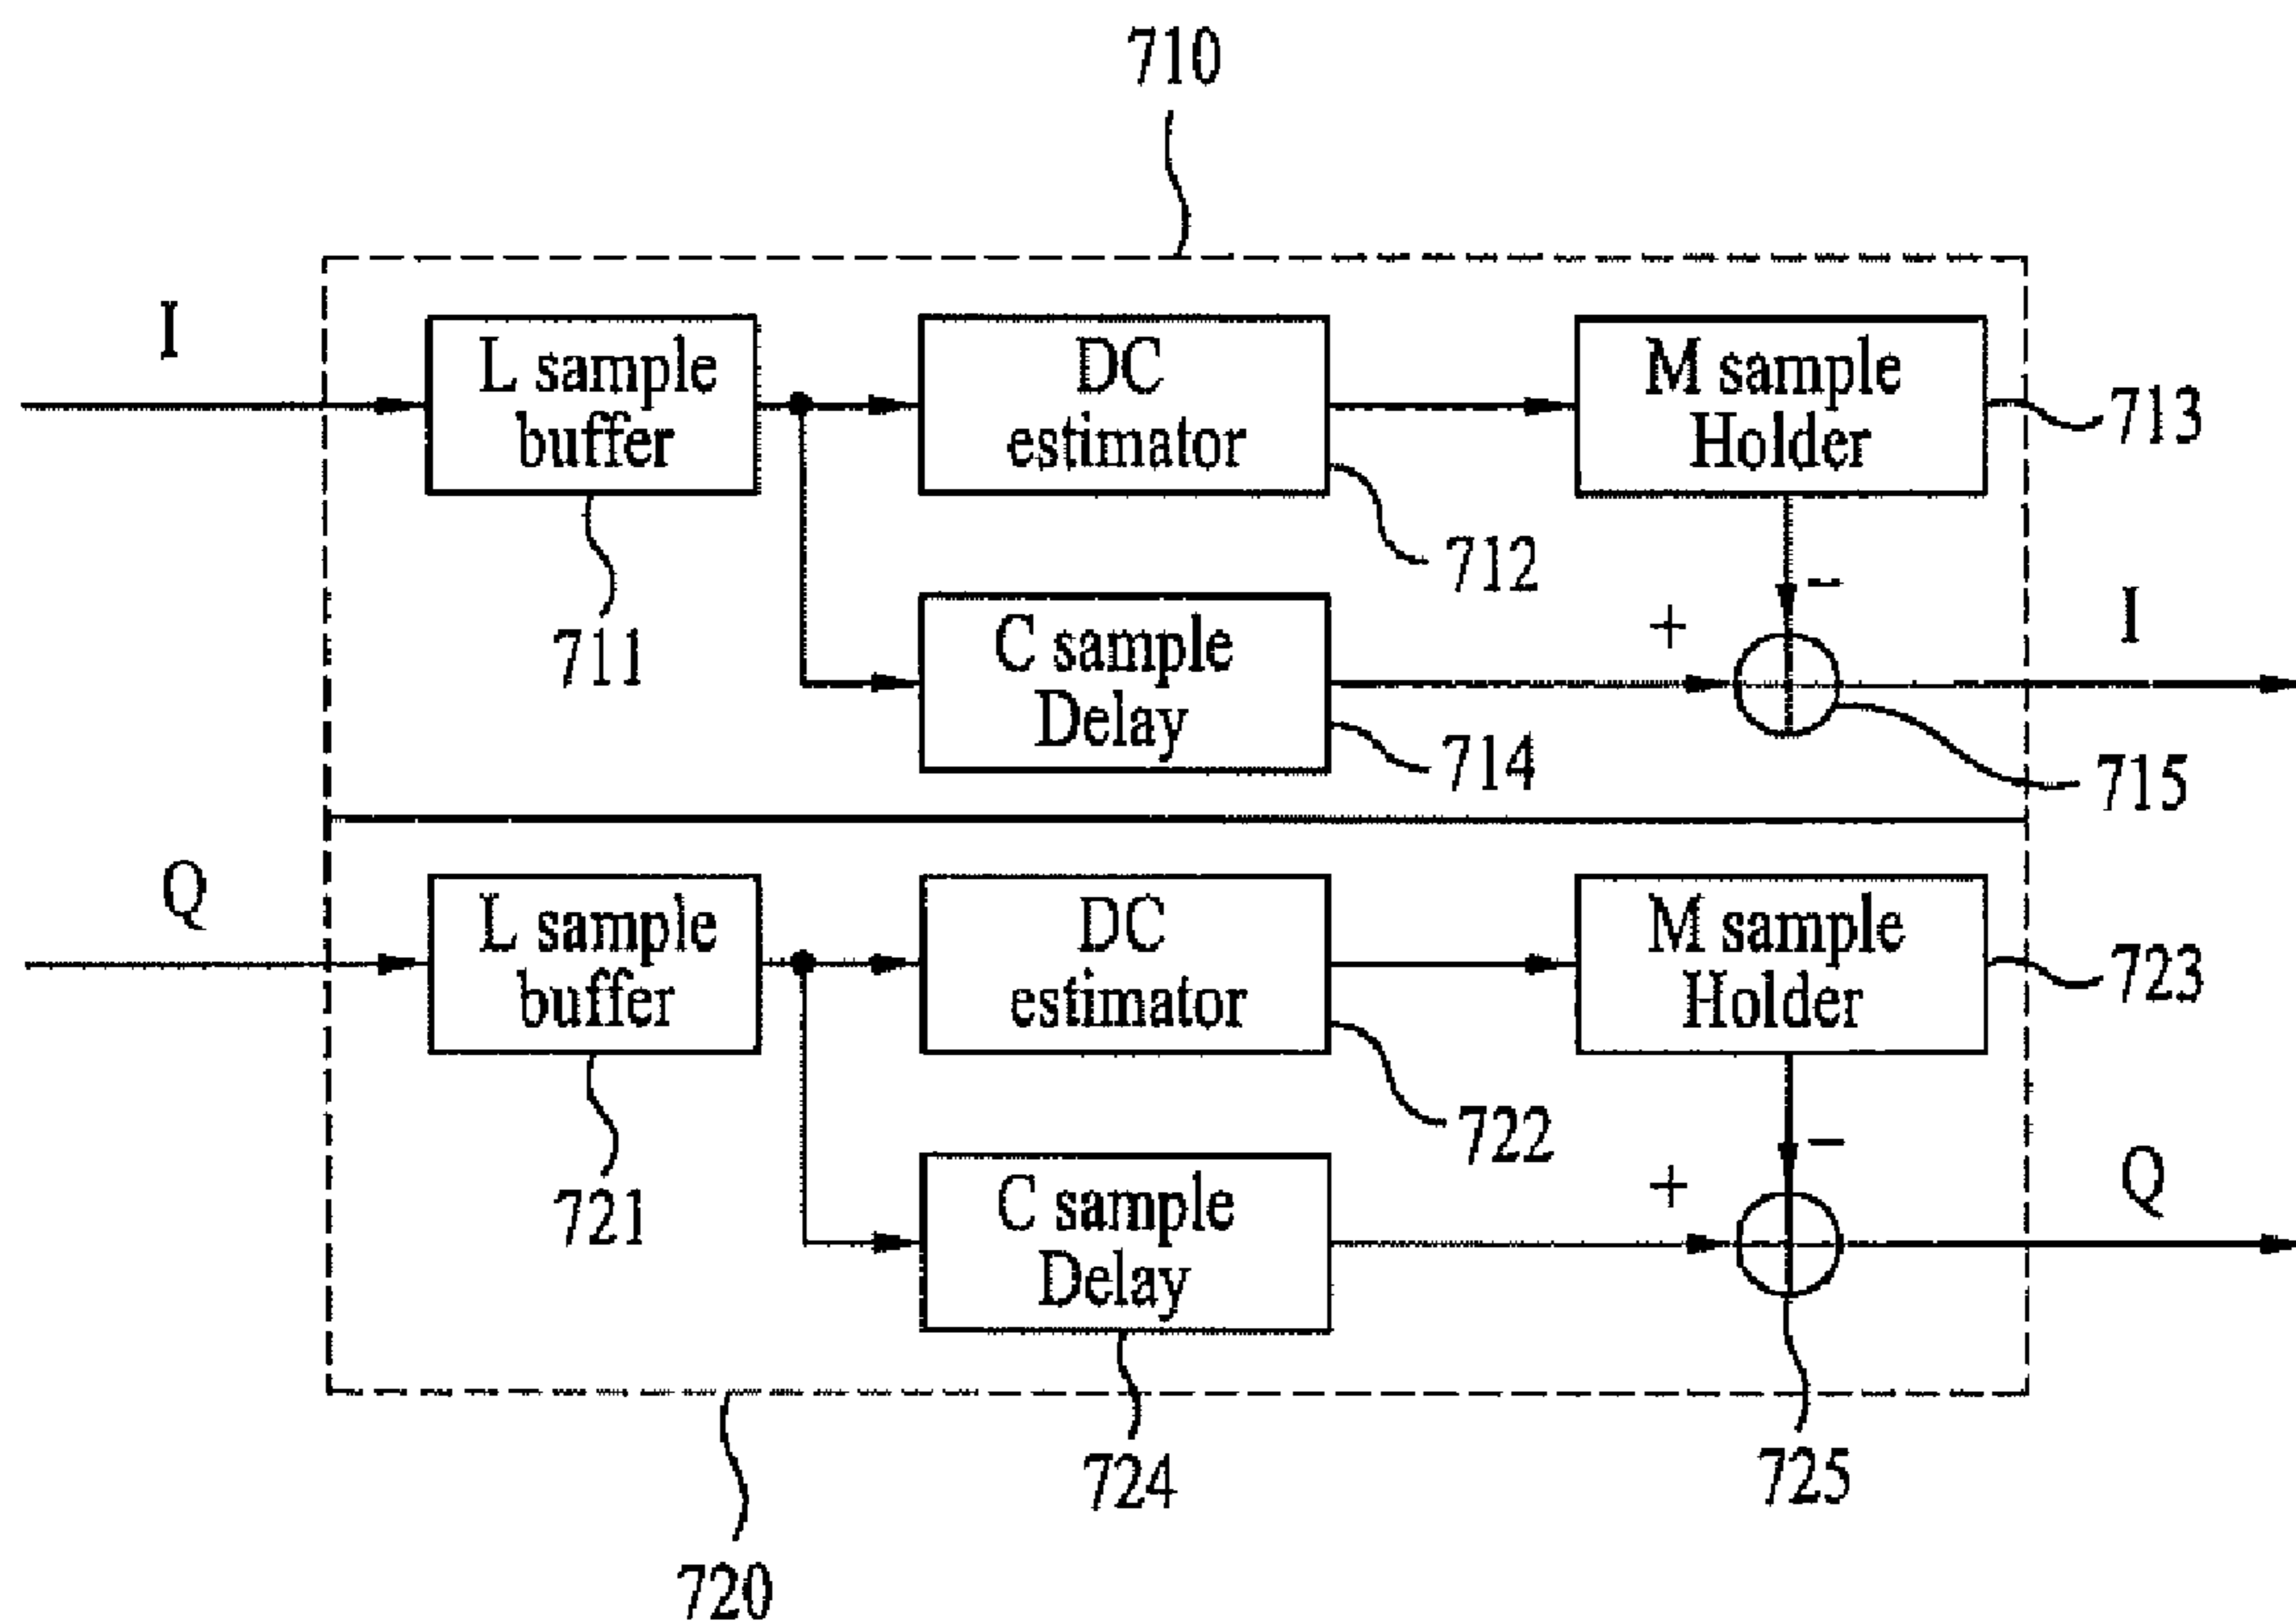 710
I
L sample
buffer
DC
estimator
M sample
Holder
713
711
712
C sample
Delay
714
+
−
I
715
Q
L sample
buffer
DC
estimator
M sample
Holder
723
721
722
C sample
Delay
724
+
−
Q
725
720